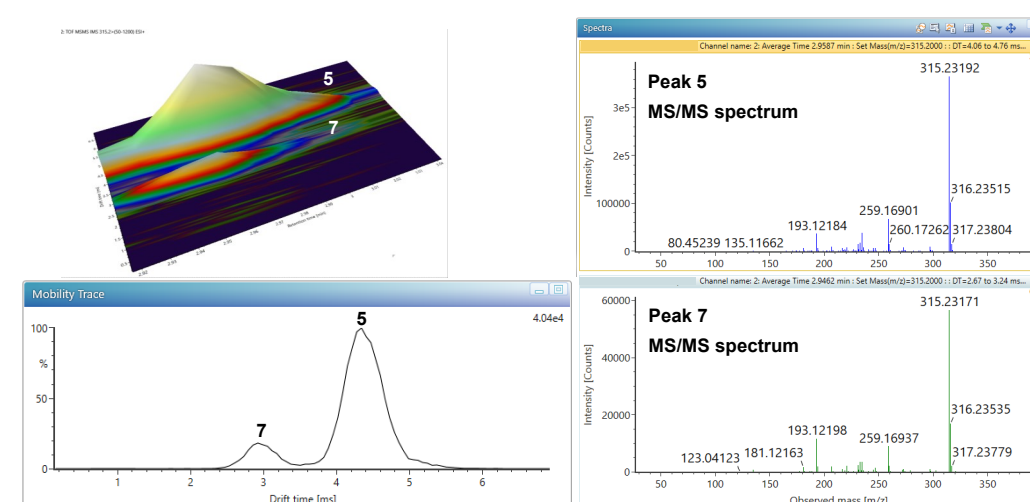 2: TOF MSMS IMS 315.2>(50-1200) ESI+
5
7
Mobility Trace
4.04e4
100
%
50
0
7
5
1 2 3 4 5 6
Drift time [ms]
Spectra
Channel name: 2: Average Time 2.9587 min : Set Mass(m/z)=315.2000 : : DT=4.06 to 4.76 ms...
Peak 5
MS/MS spectrum
Intensity [Counts]
3e5
2e5
100000
0
315.23192
316.23515
259.16901
193.12184
260.17262
317.23804
80.45239
135.11662
50 100 150 200 250 300 350
Channel name: 2: Average Time 2.9462 min : Set Mass(m/z)=315.2000 : : DT=2.67 to 3.24 ms...
Peak 7
MS/MS spectrum
Intensity [Counts]
60000
40000
20000
0
315.23171
316.23535
193.12198
259.16937
317.23779
123.04123
181.12163
50 100 150 200 250 300 350
Observed mass [m/z]